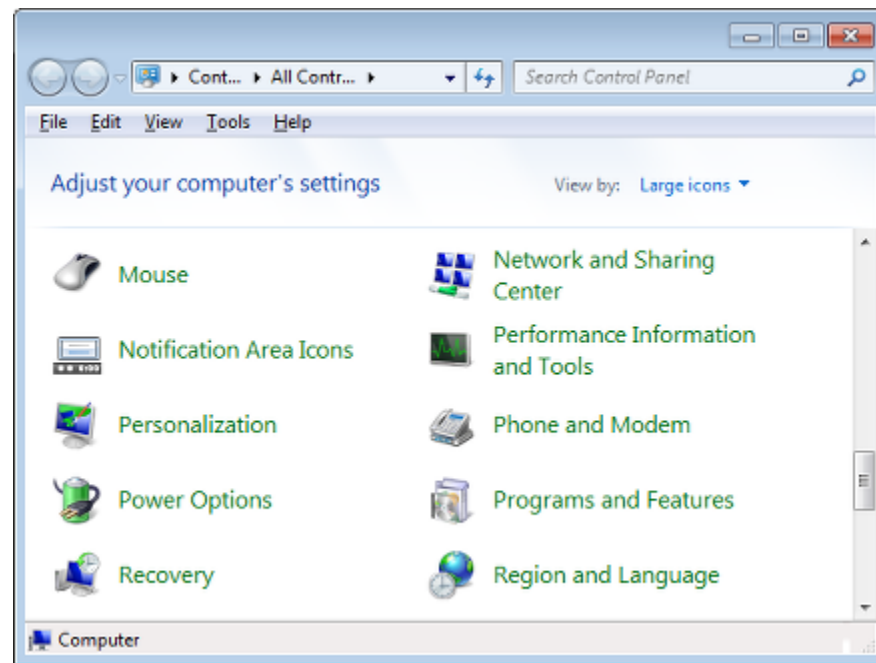 Cont... All Contr...
Search Control Panel
File Edit View Tools Help
Adjust your computer's settings
View by: Large icons
Mouse
Network and Sharing
Center
Notification Area Icons
Performance Information
and Tools
Personalization
Phone and Modem
Power Options
Programs and Features
Recovery
Region and Language
Computer